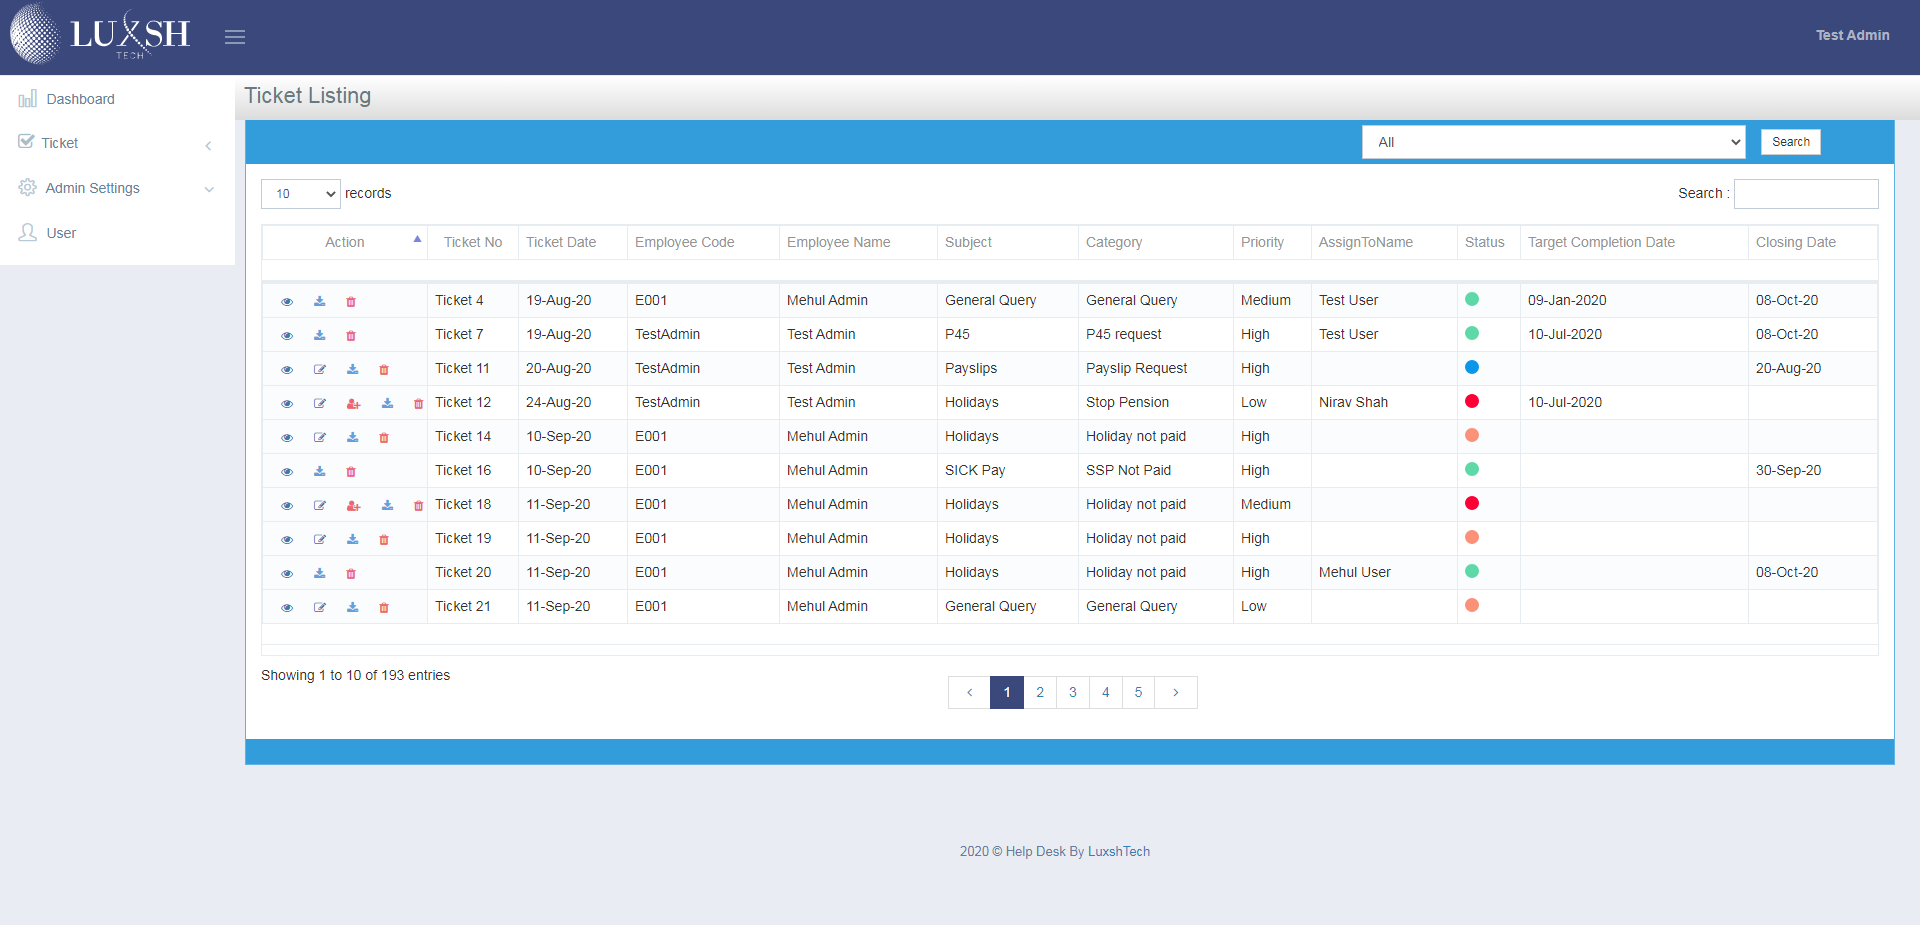 LUXSH
TECH
Test Admin
Dashboard
Ticket
Admin Settings
User
Ticket Listing
All Search
10 records Search :
Action Ticket No Ticket Date Employee Code Employee Name Subject Category Priority AssignToName Status Target Completion Date Closing Date
Ticket 4 19-Aug-20 E001 Mehul Admin General Query General Query Medium Test User 09-Jan-2020 08-Oct-20
Ticket 7 19-Aug-20 TestAdmin Test Admin P45 P45 request High Test User 10-Jul-2020 08-Oct-20
Ticket 11 20-Aug-20 TestAdmin Test Admin Payslips Payslip Request High 20-Aug-20
Ticket 12 24-Aug-20 TestAdmin Test Admin Holidays Stop Pension Low Nirav Shah 10-Jul-2020
Ticket 14 10-Sep-20 E001 Mehul Admin Holidays Holiday not paid High
Ticket 16 10-Sep-20 E001 Mehul Admin SICK Pay SSP Not Paid High 30-Sep-20
Ticket 18 11-Sep-20 E001 Mehul Admin Holidays Holiday not paid Medium
Ticket 19 11-Sep-20 E001 Mehul Admin Holidays Holiday not paid High
Ticket 20 11-Sep-20 E001 Mehul Admin Holidays Holiday not paid High Mehul User 08-Oct-20
Ticket 21 11-Sep-20 E001 Mehul Admin General Query General Query Low
Showing 1 to 10 of 193 entries
1 2 3 4 5
2020 © Help Desk By LuxshTech